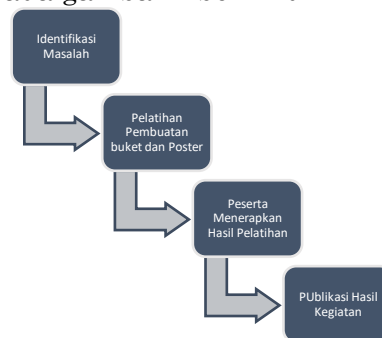 Identifikasi
Masalah
Pelatihan
Pembuatan
buket dan Poster
Peserta
Menerapkan
Hasil Pelatihan
PUblikasi Hasil
Kegiatan